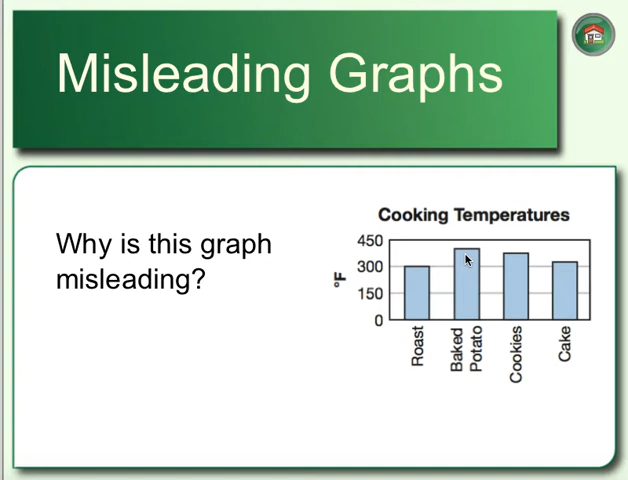 Misleading Graphs
Why is this graph
misleading?
Cooking Temperatures
°F
450
300
150
0
Roast
Baked
Potato
Cookies
Cake